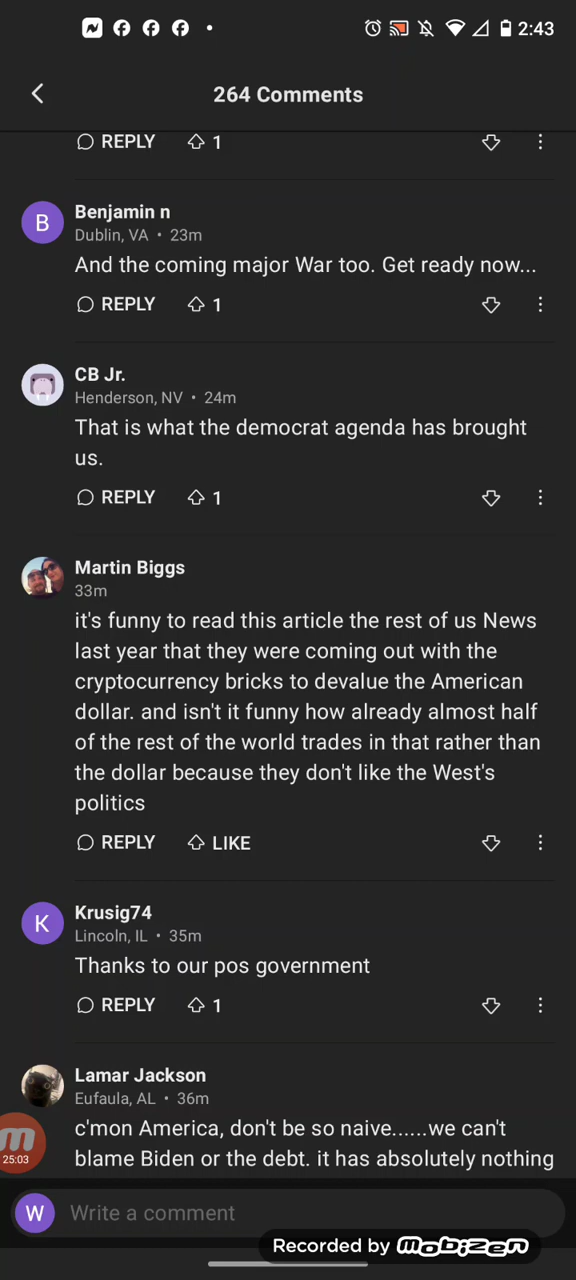 2:43
264 Comments
REPLY 1
B
Benjamin n
Dublin, VA • 23m
And the coming major War too. Get ready now...
REPLY 1
CB Jr.
Henderson, NV • 24m
That is what the democrat agenda has brought
us.
REPLY 1
Martin Biggs
33m
it's funny to read this article the rest of us News
last year that they were coming out with the
cryptocurrency bricks to devalue the American
dollar. and isn't it funny how already almost half
of the rest of the world trades in that rather than
the dollar because they don't like the West's
politics
REPLY LIKE
K
Krusig74
Lincoln, IL • 35m
Thanks to our pos government
REPLY 1
Lamar Jackson
Eufaula, AL • 36m
c'mon America, don't be so naive......we can't
blame Biden or the debt. it has absolutely nothing
m
25:03
W
Write a comment
Recorded by mobizen